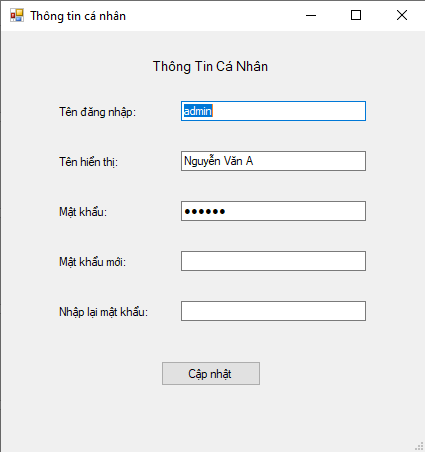 Thông tin cá nhân
Thông Tin Cá Nhân
Tên đăng nhập: admin
Tên hiển thị: Nguyễn Văn A
Mật khẩu: ●●●●●●
Mật khẩu mới:
Nhập lại mật khẩu:
Cập nhật